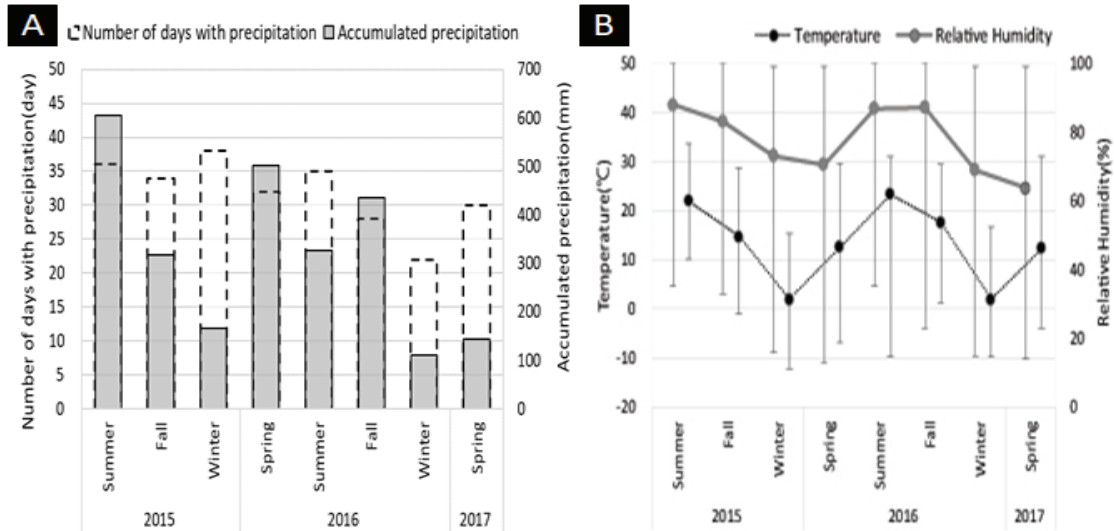 A
Number of days with precipitation Accumulated precipitation
Number of days with precipitation(day)
50
45
40
35
30
25
20
15
10
5
0
700
600
500
400
300
200
100
0
Accumulated precipitation(mm)
Summer Fall Winter Spring Summer Fall Winter Spring
2015 2016 2017
B
Temperature Relative Humidity
Temperature(℃)
50
40
30
20
10
0
-10
-20
100
80
60
40
20
0
Relative Humidity(%)
Summer Fall Winter Spring Summer Fall Winter Spring
2015 2016 2017